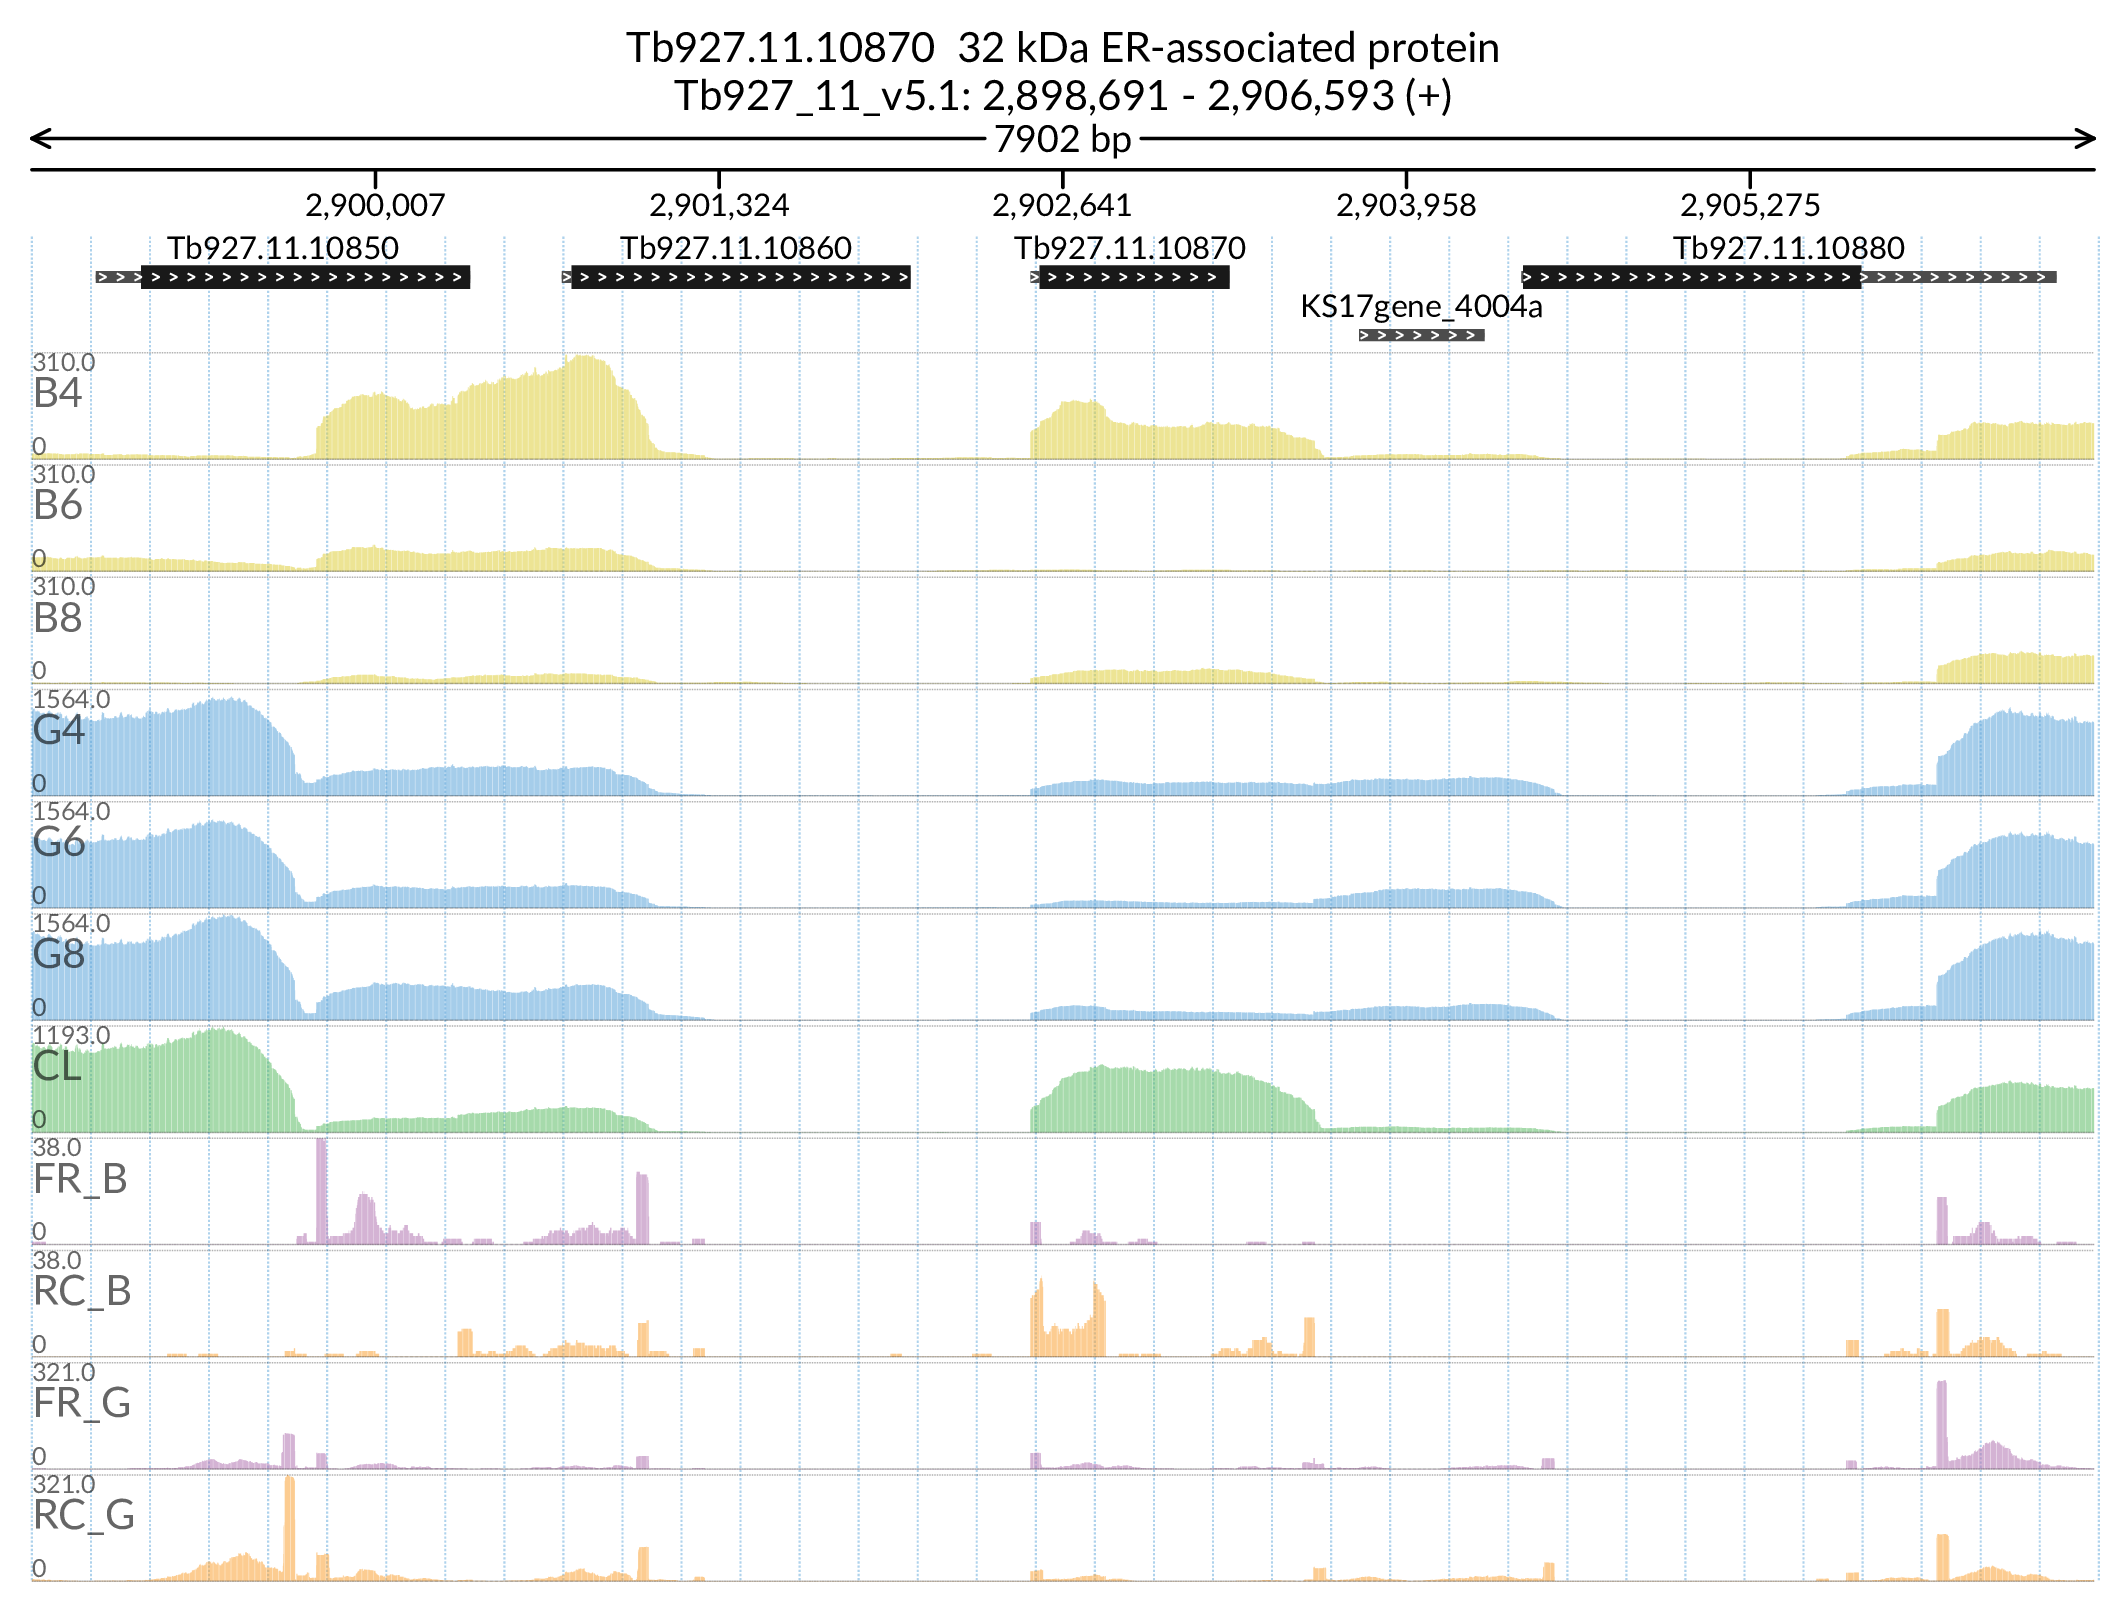 Tb927.11.10870  32 kDa ER-associated protein
Tb927_11_v5.1: 2,898,691 - 2,906,593 (+)
7902 bp
2,900,007 2,901,324 2,902,641 2,903,958 2,905,275
Tb927.11.10850 Tb927.11.10860 Tb927.11.10870 Tb927.11.10880
KS17gene_4004a
310.0
B4
0
310.0
B6
0
310.0
B8
0
1564.0
G4
0
1564.0
G6
0
1564.0
G8
0
1193.0
CL
0
38.0
FR_B
0
38.0
RC_B
0
321.0
FR_G
0
321.0
RC_G
0